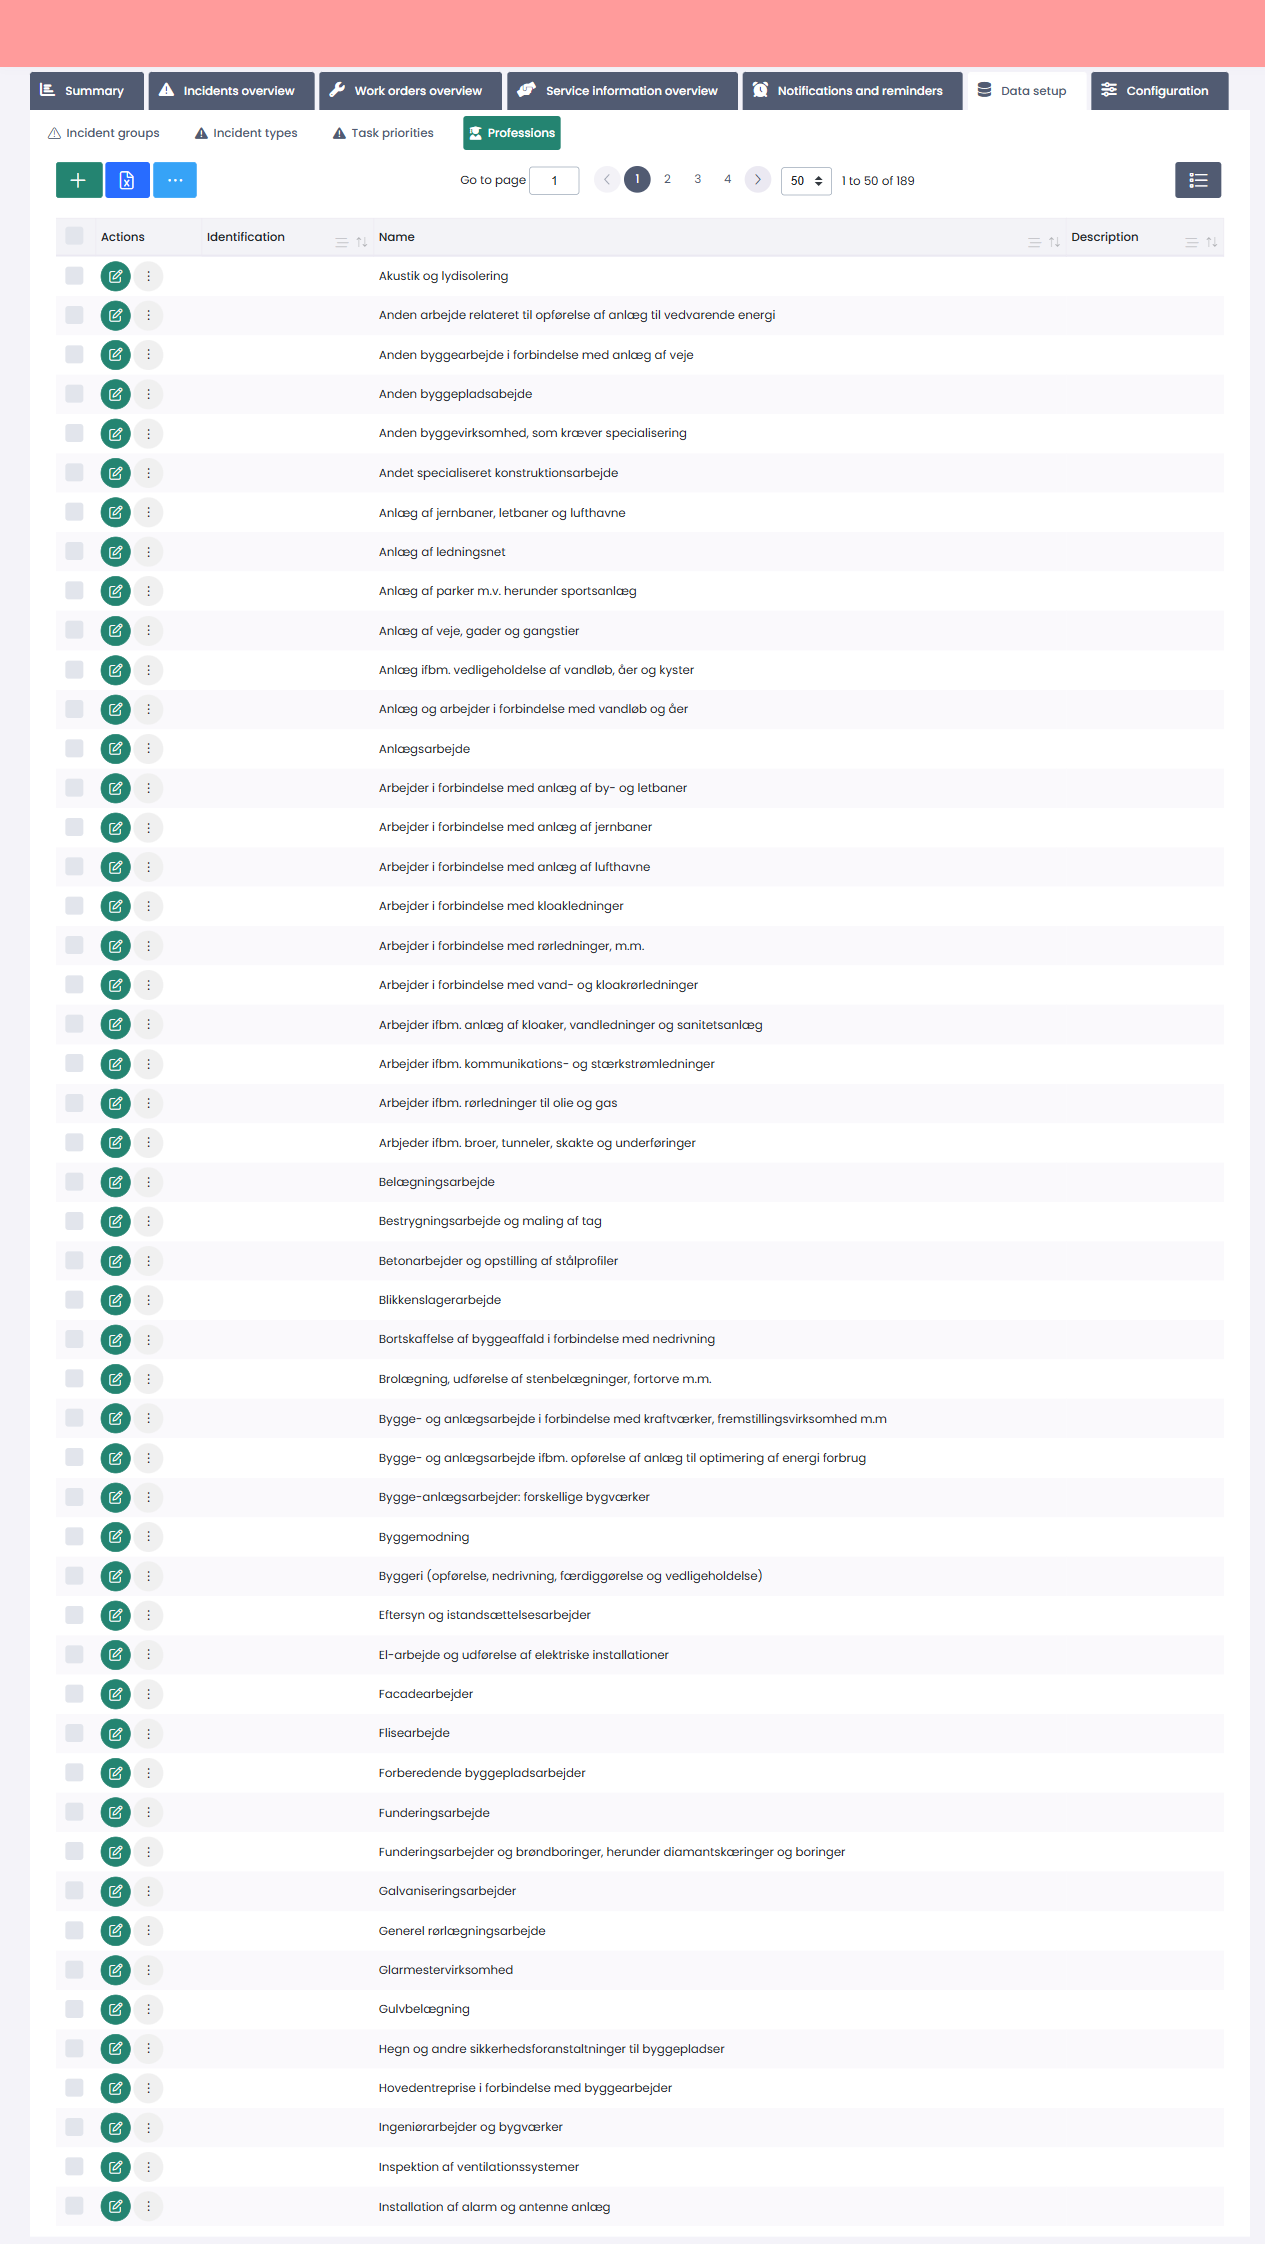 Summary
Incidents overview
Work orders overview
Service information overview
Notifications and reminders
Data setup
Configuration
Incident groups
Incident types
Task priorities
Professions
Go to page 1 1 2 3 4 50 1 to 50 of 189
Actions Identification Name Description
Akustik og lydisolering
Anden arbejde relateret til opførelse af anlæg til vedvarende energi
Anden byggearbejde i forbindelse med anlæg af veje
Anden byggepladsabejde
Anden byggevirksomhed, som kræver specialisering
Andet specialiseret konstruktionsarbejde
Anlæg af jernbaner, letbaner og lufthavne
Anlæg af ledningsnet
Anlæg af parker m.v. herunder sportsanlæg
Anlæg af veje, gader og gangstier
Anlæg ifbm. vedligeholdelse af vandløb, åer og kyster
Anlæg og arbejder i forbindelse med vandløb og åer
Anlægsarbejde
Arbejder i forbindelse med anlæg af by- og letbaner
Arbejder i forbindelse med anlæg af jernbaner
Arbejder i forbindelse med anlæg af lufthavne
Arbejder i forbindelse med kloakledninger
Arbejder i forbindelse med rørledninger, m.m.
Arbejder i forbindelse med vand- og kloakrørledninger
Arbejder ifbm. anlæg af kloaker, vandledninger og sanitetsanlæg
Arbejder ifbm. kommunikations- og stærkstrømledninger
Arbejder ifbm. rørledninger til olie og gas
Arbjeder ifbm. broer, tunneler, skakte og underføringer
Belægningsarbejde
Bestrygningsarbejde og maling af tag
Betonarbejder og opstilling af stålprofiler
Blikkenslagerarbejde
Bortskaffelse af byggeaffald i forbindelse med nedrivning
Brolægning, udførelse af stenbelægninger, fortorve m.m.
Bygge- og anlægsarbejde i forbindelse med kraftværker, fremstillingsvirksomhed m.m
Bygge- og anlægsarbejde ifbm. opførelse af anlæg til optimering af energi forbrug
Bygge-anlægsarbejder: forskellige bygværker
Byggemodning
Byggeri (opførelse, nedrivning, færdiggørelse og vedligeholdelse)
Eftersyn og istandsættelsesarbejder
El-arbejde og udførelse af elektriske installationer
Facadearbejder
Flisearbejde
Forberedende byggepladsarbejder
Funderingsarbejde
Funderingsarbejder og brøndboringer, herunder diamantskæringer og boringer
Galvaniseringsarbejder
Generel rørlægningsarbejde
Glarmestervirksomhed
Gulvbelægning
Hegn og andre sikkerhedsforanstaltninger til byggepladser
Hovedentreprise i forbindelse med byggearbejder
Ingeniørarbejder og bygværker
Inspektion af ventilationssystemer
Installation af alarm og antenne anlæg